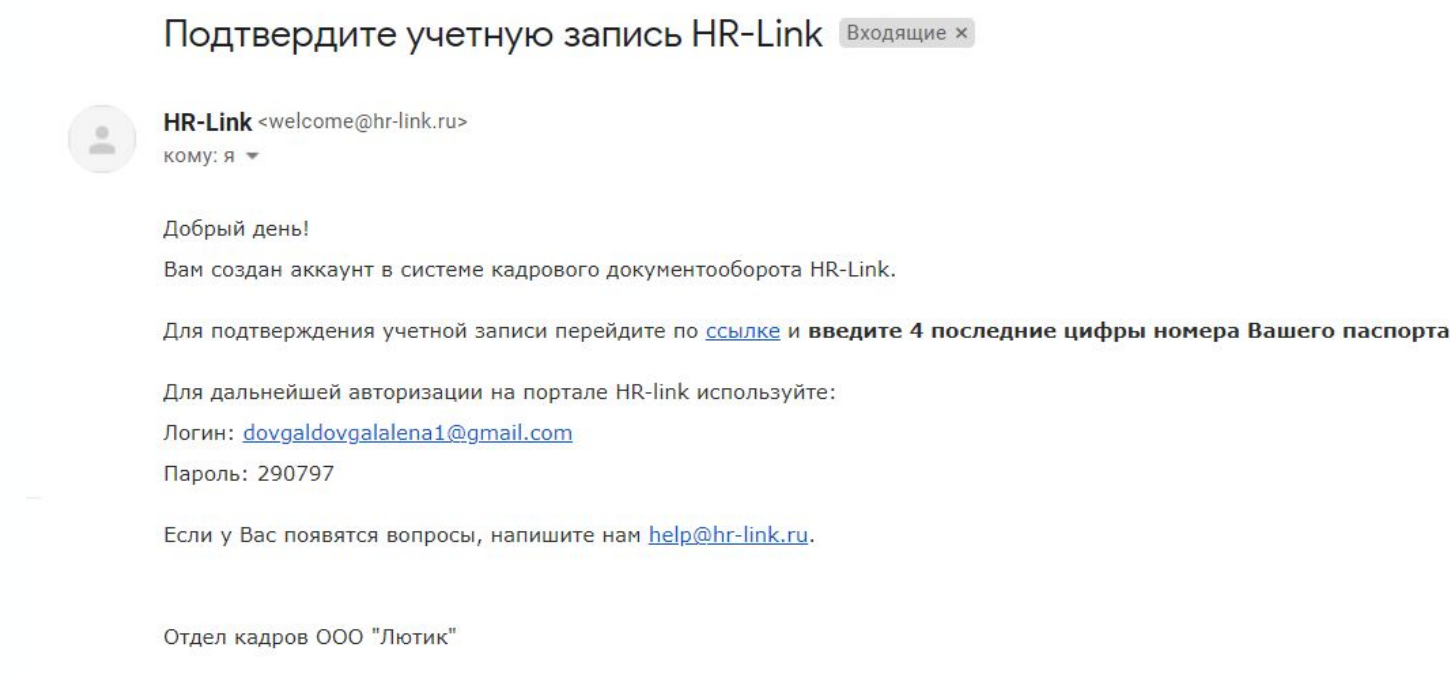 Подтвердите учетную запись HR-Link Входящие ×
HR-Link <welcome@hr-link.ru>
кому: я
Добрый день!
Вам создан аккаунт в системе кадрового документооборота HR-Link.
Для подтверждения учетной записи перейдите по ссылке и введите 4 последние цифры номера Вашего паспорта
Для дальнейшей авторизации на портале HR-link используйте:
Логин: dovgaldovgalalena1@gmail.com
Пароль: 290797
Если у Вас появятся вопросы, напишите нам help@hr-link.ru.
Отдел кадров ООО "Лютик"